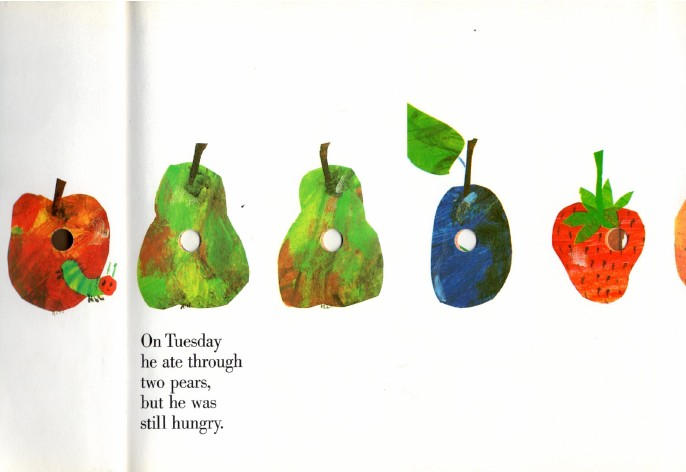 On Tuesday
he ate through
two pears,
but he was
still hungry.